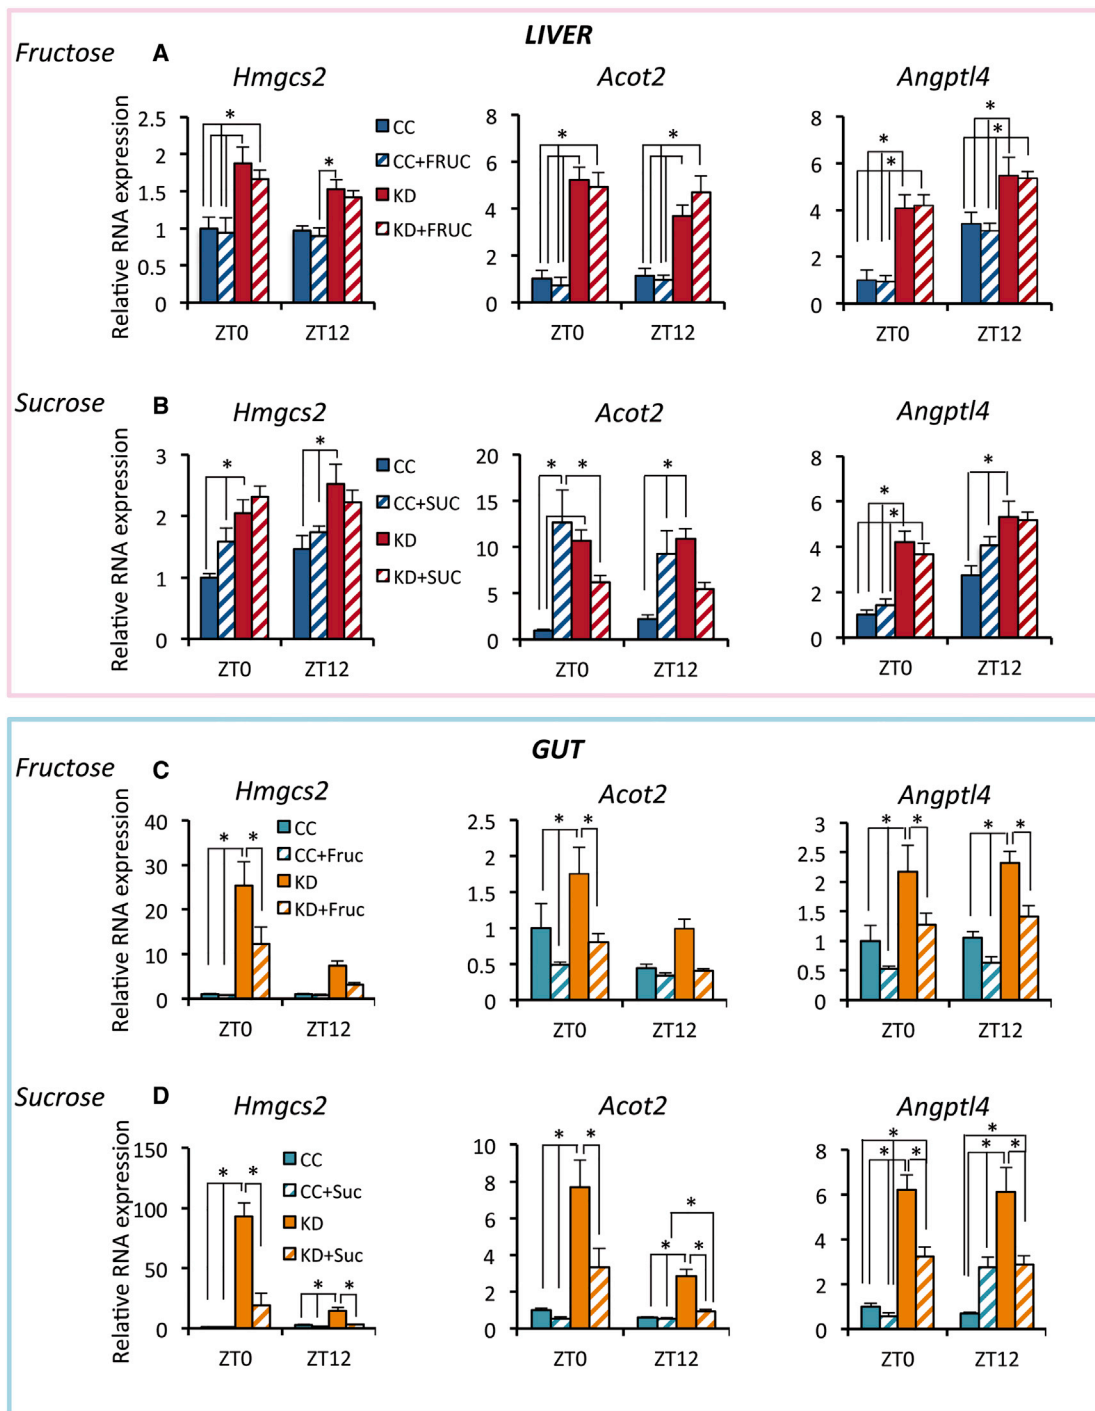 LIVER
Fructose A
Hmgcs2 Acot2 Angptl4
Relative RNA expression
2.5 2 1.5 1 0.5 0
* *
CC
CC+FRUC
KD
KD+FRUC
ZT0 ZT12
8 6 4 2 0
* *
ZT0 ZT12
8 6 4 2 0
* * * *
ZT0 ZT12
Sucrose B
Hmgcs2 Acot2 Angptl4
Relative RNA expression
3 2 1 0
* *
CC
CC+SUC
KD
KD+SUC
ZT0 ZT12
20 15 10 5 0
* * *
ZT0 ZT12
8 6 4 2 0
* * *
ZT0 ZT12
GUT
Fructose C
Hmgcs2 Acot2 Angptl4
Relative RNA expression
40 30 20 10 0
* *
CC
CC+Fruc
KD
KD+Fruc
ZT0 ZT12
2.5 2 1.5 1 0.5 0
* *
ZT0 ZT12
3 2.5 2 1.5 1 0.5 0
* * * *
ZT0 ZT12
Sucrose D
Hmgcs2 Acot2 Angptl4
Relative RNA expression
150 100 50 0
* * * *
CC
CC+Suc
KD
KD+Suc
ZT0 ZT12
10 8 6 4 2 0
* * * * *
ZT0 ZT12
8 6 4 2 0
* * * * * *
ZT0 ZT12